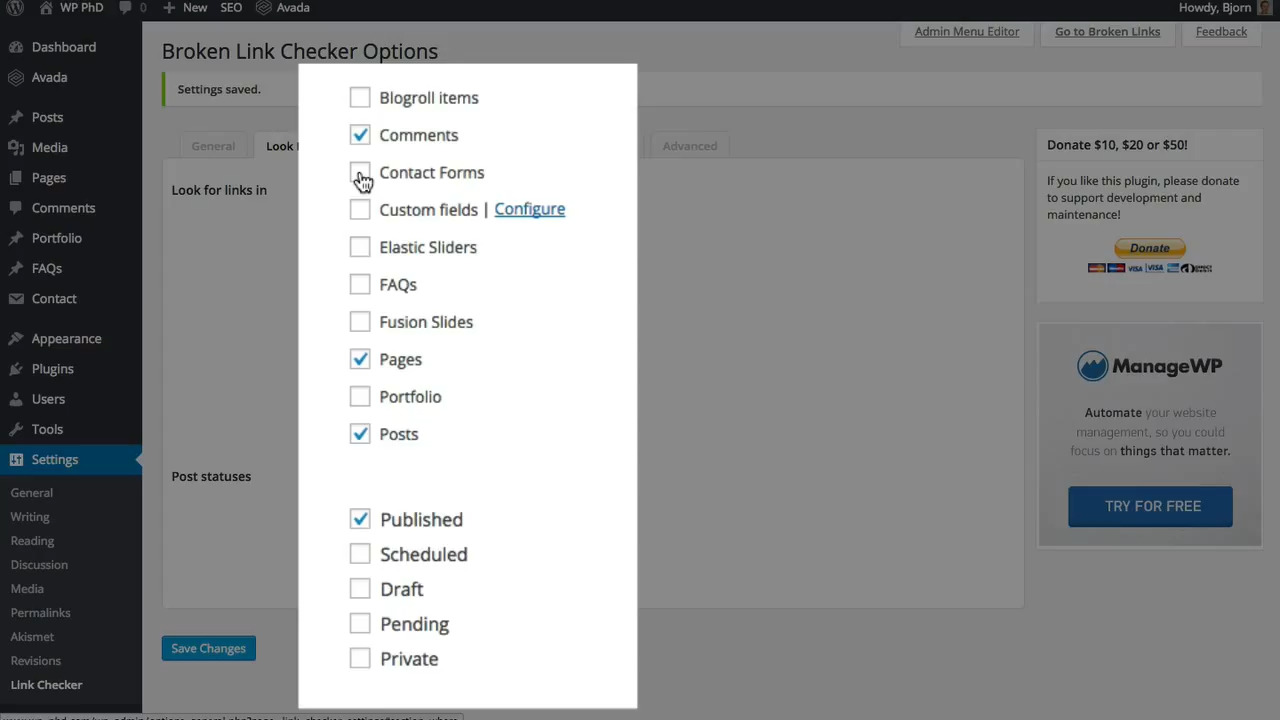 WP PhD 0 New SEO Avada Howdy, Bjorn
Dashboard
Avada
Posts
Media
Pages
Comments
Portfolio
FAQs
Contact
Appearance
Plugins
Users
Tools
Settings
General
Writing
Reading
Discussion
Media
Permalinks
Akismet
Revisions
Link Checker
Broken Link Checker Options
Admin Menu Editor
Go to Broken Links
Feedback
Settings saved.
General
Look
Advanced
Look for links in
Blogroll items
Comments
Contact Forms
Custom fields | Configure
Elastic Sliders
FAQs
Fusion Slides
Pages
Portfolio
Posts
Post statuses
Published
Scheduled
Draft
Pending
Private
Save Changes
Donate $10, $20 or $50!
If you like this plugin, please donate
to support development and
maintenance!
Donate
VISA VISA
ManageWP
Automate your website
management, so you could
focus on things that matter.
TRY FOR FREE